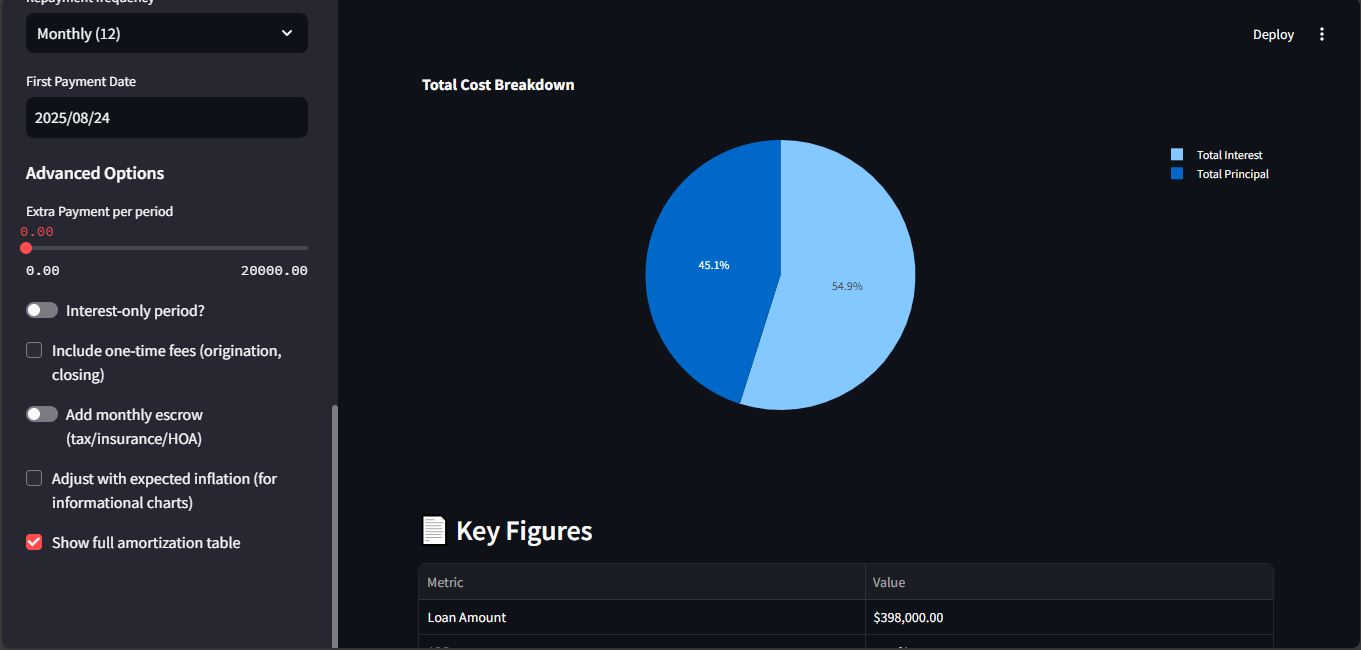 Repayment frequency
Monthly (12)
First Payment Date
2025/08/24
Advanced Options
Extra Payment per period
0.00
0.00 20000.00
Interest-only period?
Include one-time fees (origination,
closing)
Add monthly escrow
(tax/insurance/HOA)
Adjust with expected inflation (for
informational charts)
Show full amortization table
Deploy
Total Cost Breakdown
Total Interest
Total Principal
45.1%
54.9%
Key Figures
Metric Value
Loan Amount $398,000.00